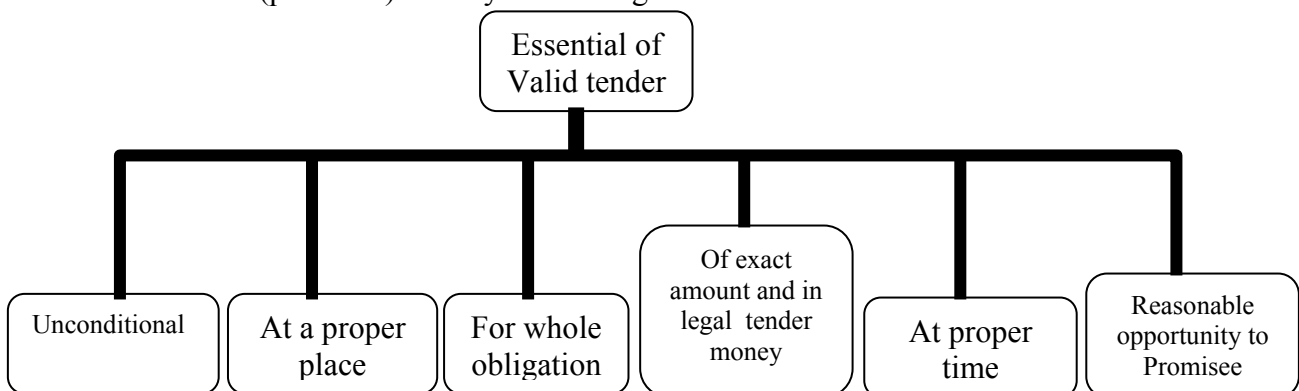 Essential of
Valid tender
Unconditional
At a proper
place
For whole
obligation
Of exact
amount and in
legal tender
money
At proper
time
Reasonable
opportunity to
Promisee